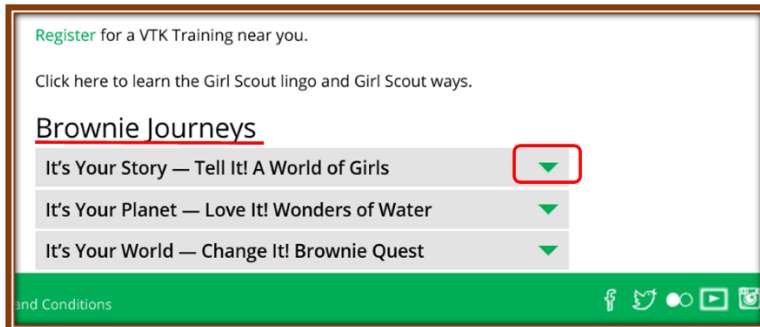 Register for a VTK Training near you.
Click here to learn the Girl Scout lingo and Girl Scout ways.
Brownie Journeys
It's Your Story — Tell It! A World of Girls
It's Your Planet — Love It! Wonders of Water
It's Your World — Change It! Brownie Quest
and Conditions